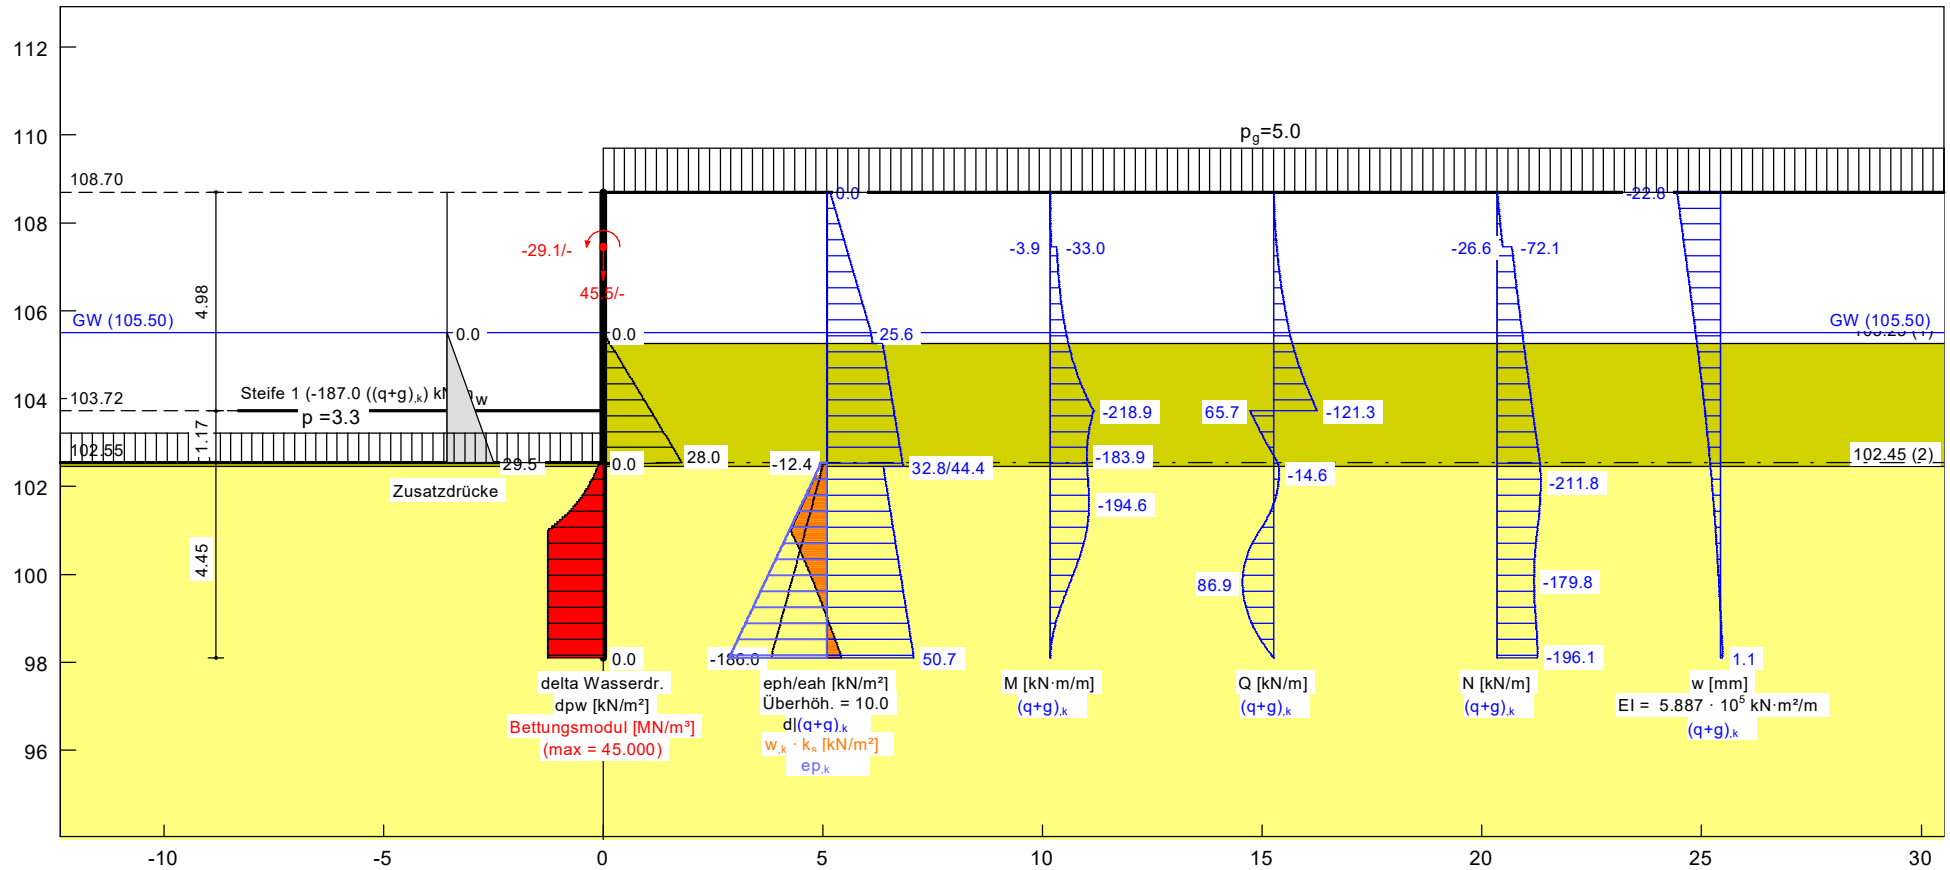 112
110
108
106
104
102
100
98
96
-10
-5
0
5
10
15
20
25
30
pg=5.0
108.70
4.98
GW (105.50)
GW (105.50)
103.72
Steife 1 (-187.0 ((q+g),k) kN
w
p =3.3
1.17
102.55
4.45
0.0
29.5
Zusatzdrücke
-29.1/-
45.5/-
0.0
28.0
0.0
0.0
0.0
25.6
-12.4
32.8/44.4
-186.0
50.7
-3.9
-33.0
-218.9
-183.9
-194.6
65.7
-121.3
-14.6
86.9
-26.6
-72.1
-211.8
-179.8
-196.1
-22.8
1.1
102.45 (2)
delta Wasserdr.
dpw [kN/m²]
Bettungsmodul [MN/m³]
(max = 45.000)
eph/eah [kN/m²]
Überhöh. = 10.0
d|(q+g),k
w,k · ks [kN/m²]
ep,k
M [kN·m/m]
(q+g),k
Q [kN/m]
(q+g),k
N [kN/m]
(q+g),k
w [mm]
EI = 5.887 · 10⁵ kN·m²/m
(q+g),k